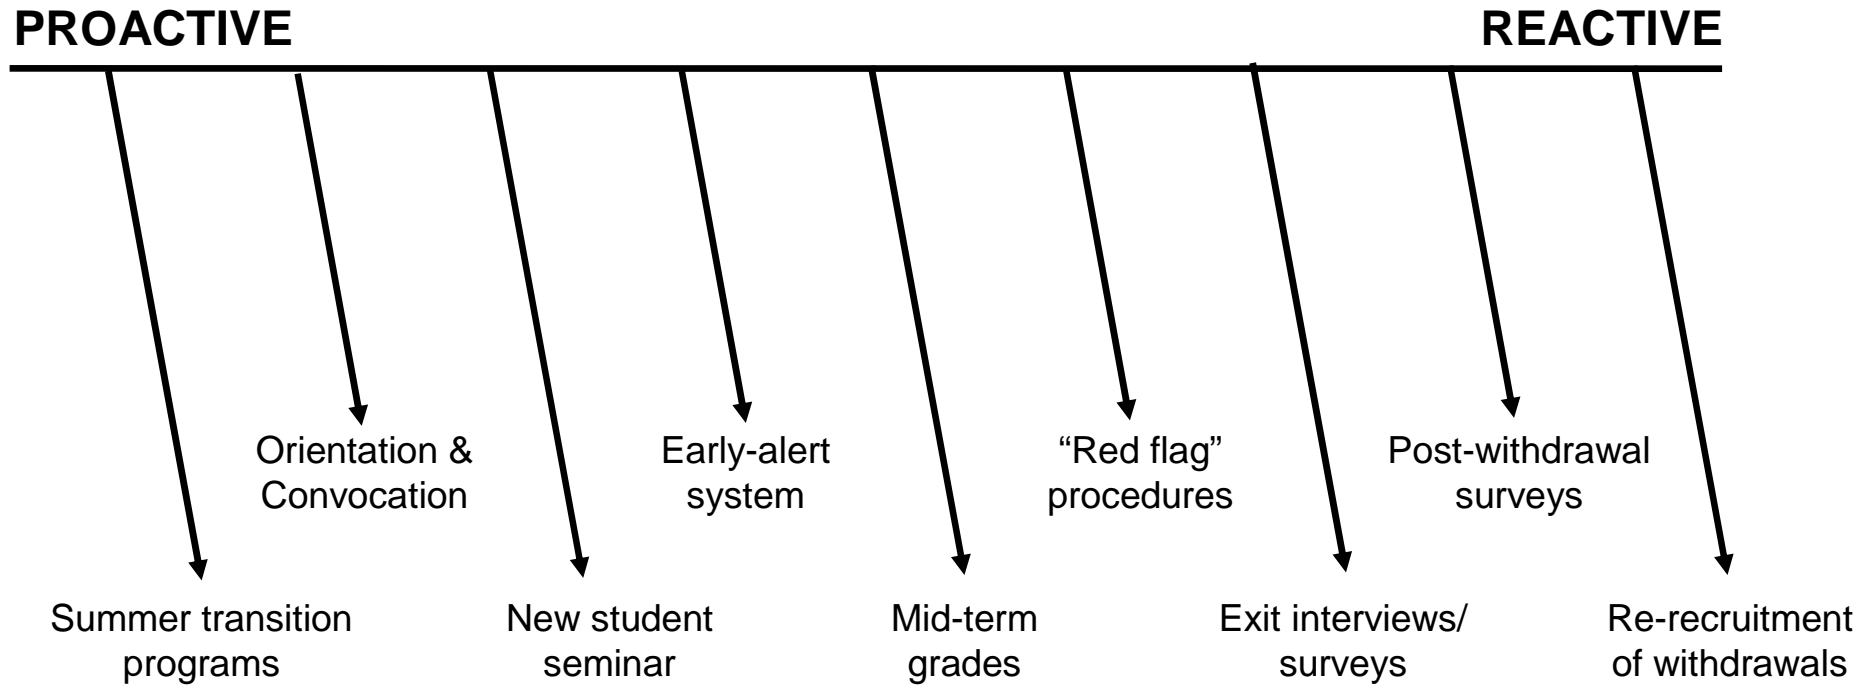 PROACTIVE
REACTIVE
Orientation &
Convocation
Early-alert
system
“Red flag”
procedures
Post-withdrawal
surveys
Summer transition
programs
New student
seminar
Mid-term
grades
Exit interviews/
surveys
Re-recruitment
of withdrawals